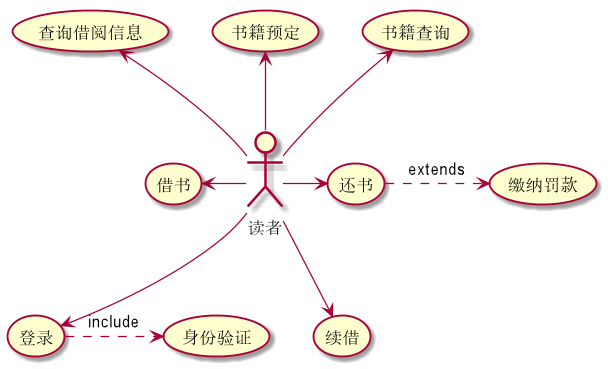 查询借阅信息
书籍预定
书籍查询
借书
还书
extends
缴纳罚款
读者
登录
include
身份验证
续借